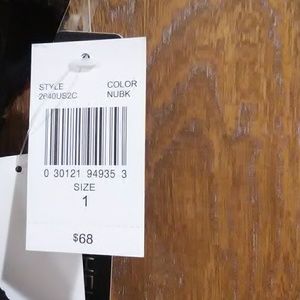 STYLE COLOR
2640US2C NUBK
0 30121 94935 3
SIZE
1
$68